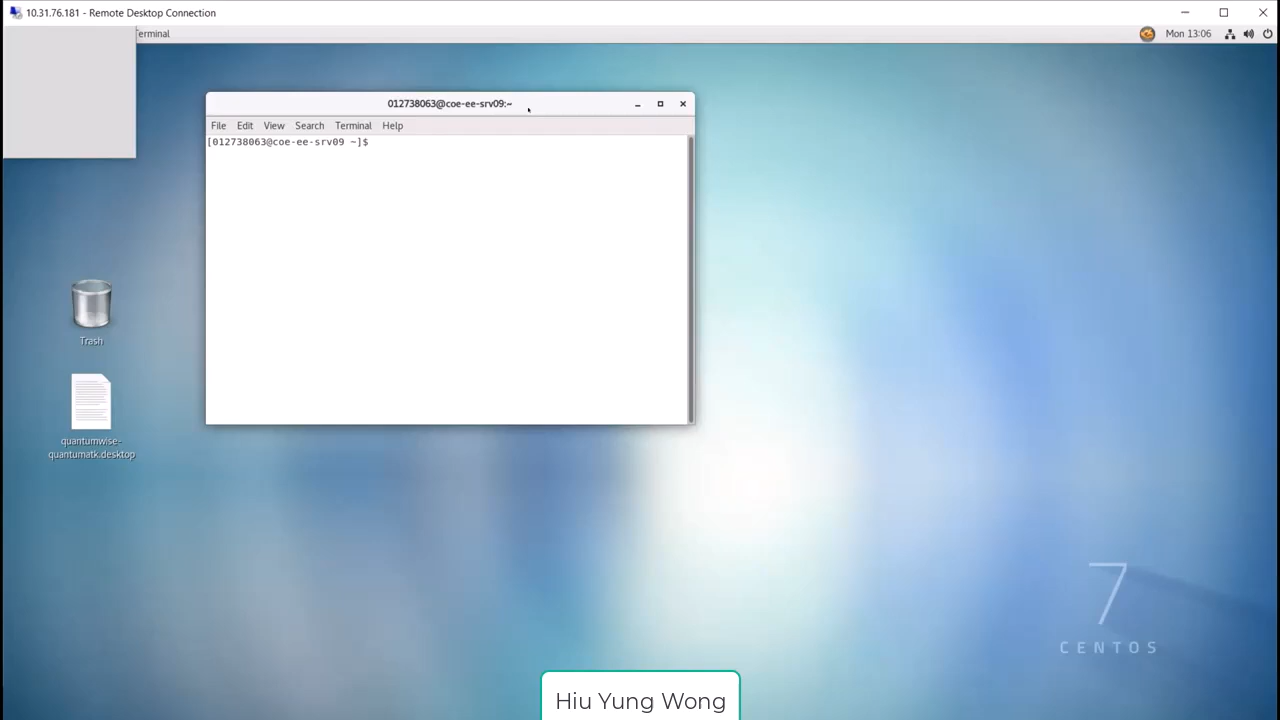 10.31.76.181 - Remote Desktop Connection
Terminal
Mon 13:06
012738063@coe-ee-srv09:~
File Edit View Search Terminal Help
[012738063@coe-ee-srv09 ~]$
Trash
quantumwise-
quantumatk.desktop
7
CENTOS
Hiu Yung Wong